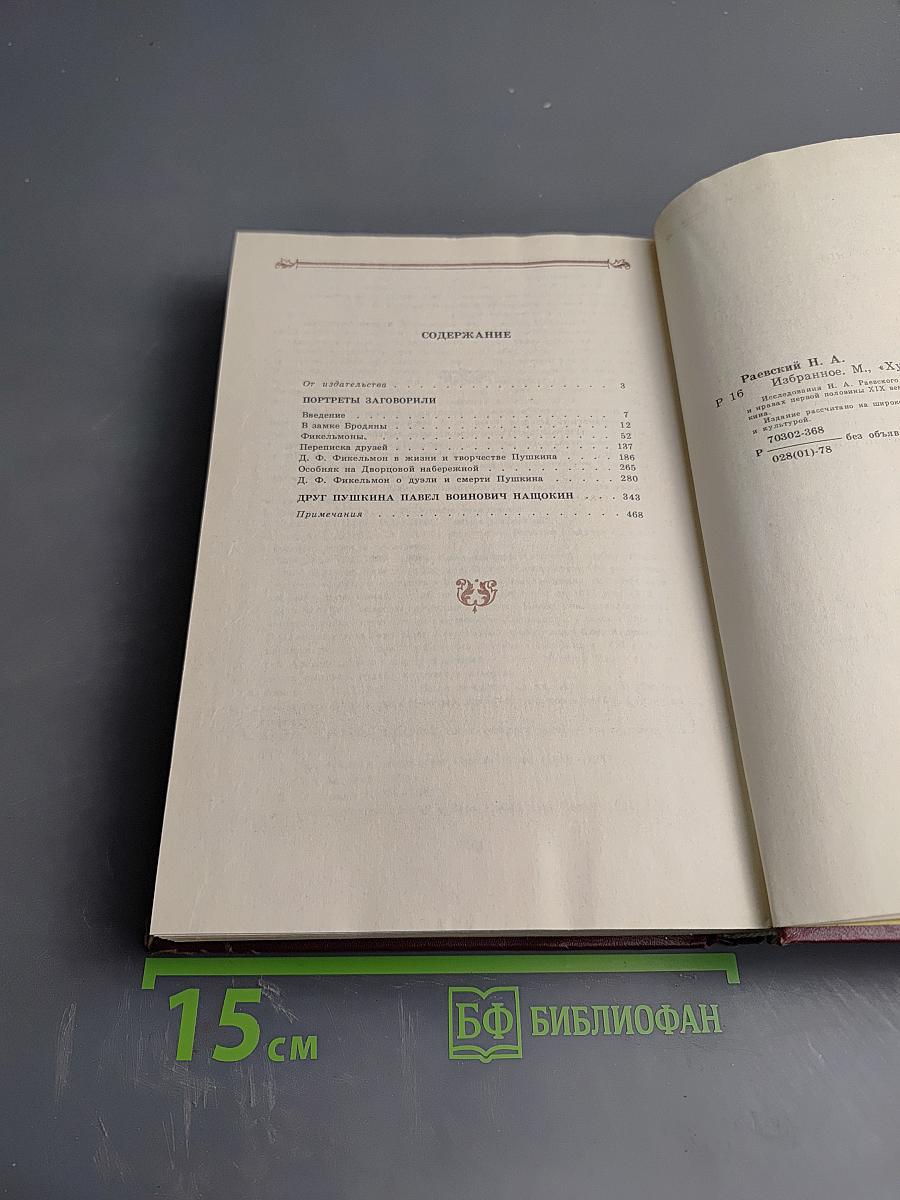 СОДЕРЖАНИЕ
От издательства . . . . . . . . . . . . . . . . . 3
ПОРТРЕТЫ ЗАГОВОРИЛИ
Введение . . . . . . . . . . . . . . . . . . . . 7
В замке Бродяны . . . . . . . . . . . . . . . . . 12
Фикельмоны. . . . . . . . . . . . . . . . . . . 52
Переписка друзей . . . . . . . . . . . . . . . . 137
Д. Ф. Фикельмон в жизни и творчестве Пушкина . . . . 186
Особняк на Дворцовой набережной . . . . . . . . . . 265
Д. Ф. Фикельмон о дуэли и смерти Пушкина . . . . . 280
ДРУГ ПУШКИНА ПАВЕЛ ВОИНОВИЧ НАЩОКИН . . . 343
Примечания . . . . . . . . . . . . . . . . . . 468
Раевский Н. А.
Р 16 Избранное. М., «Ху
Исследования Н. А. Раевского
и нравах первой половины XIX век
кина.
Издание рассчитано на широк
и культурой.
70302-368
Р — без объяв
028(01)-78
15 см
БФ БИБЛИОФАН